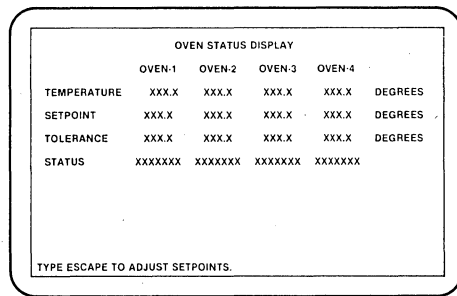 OVEN STATUS DISPLAY
OVEN-1 OVEN-2 OVEN-3 OVEN-4
TEMPERATURE XXX.X XXX.X XXX.X XXX.X DEGREES
SETPOINT XXX.X XXX.X XXX.X XXX.X DEGREES
TOLERANCE XXX.X XXX.X XXX.X XXX.X DEGREES
STATUS XXXXXXX XXXXXXX XXXXXXX XXXXXXX
TYPE ESCAPE TO ADJUST SETPOINTS.